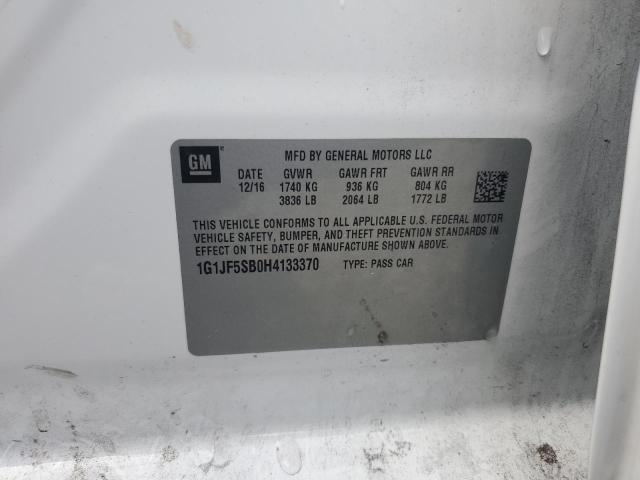 GM
MFD BY GENERAL MOTORS LLC
DATE GVWR GAWR FRT GAWR RR
12/16 1740 KG 936 KG 804 KG
3836 LB 2064 LB 1772 LB
THIS VEHICLE CONFORMS TO ALL APPLICABLE U.S. FEDERAL MOTOR
VEHICLE SAFETY, BUMPER, AND THEFT PREVENTION STANDARDS IN
EFFECT ON THE DATE OF MANUFACTURE SHOWN ABOVE.
1G1JF5SB0H4133370 TYPE: PASS CAR